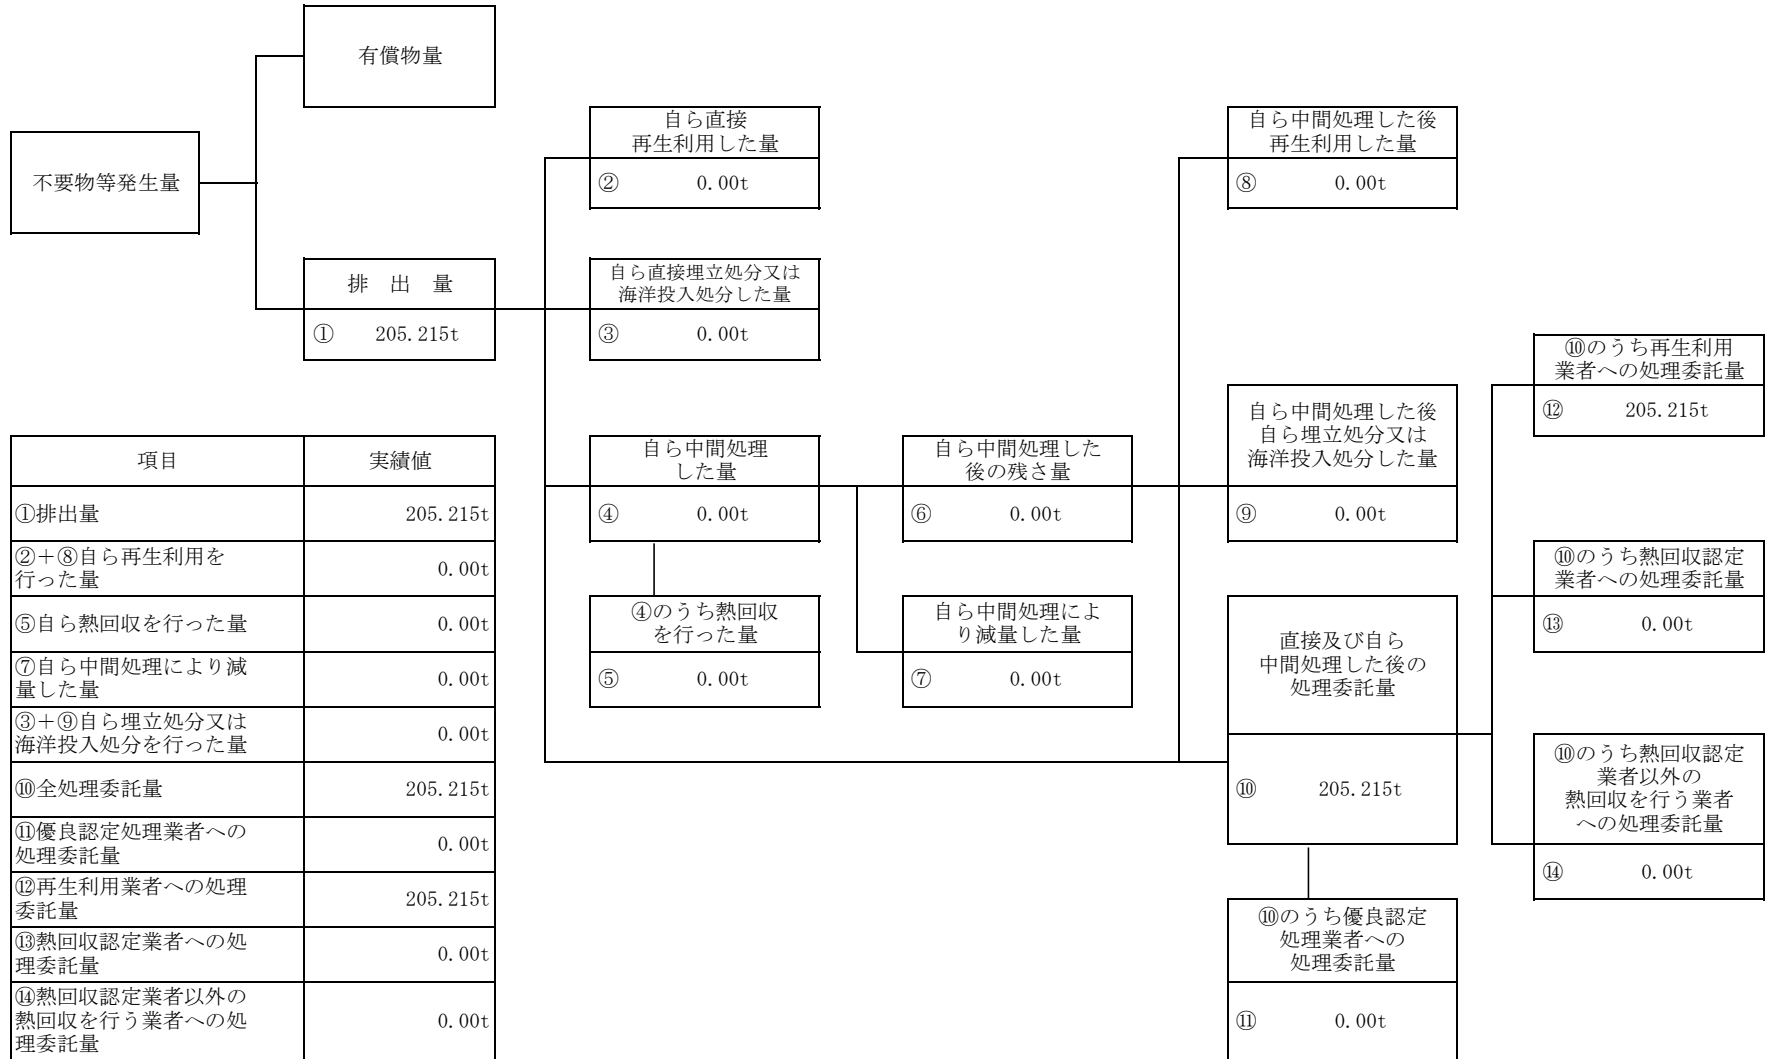 有償物量
不要物等発生量
自ら直接
再生利用した量
② 0.00t
自ら中間処理した後
再生利用した量
⑧ 0.00t
排 出 量
① 205.215t
自ら直接埋立処分又は
海洋投入処分した量
③ 0.00t
⑩のうち再生利用
業者への処理委託量
⑫ 205.215t
自ら中間処理
した量
④ 0.00t
自ら中間処理した
後の残さ量
⑥ 0.00t
自ら中間処理した後
自ら埋立処分又は
海洋投入処分した量
⑨ 0.00t
⑩のうち熱回収認定
業者への処理委託量
⑬ 0.00t
④のうち熱回収
を行った量
⑤ 0.00t
自ら中間処理によ
り減量した量
⑦ 0.00t
直接及び自ら
中間処理した後の
処理委託量
⑩ 205.215t
⑩のうち熱回収認定
業者以外の
熱回収を行う業者
への処理委託量
⑭ 0.00t
⑩のうち優良認定
処理業者への
処理委託量
⑪ 0.00t
項目 実績値
①排出量 205.215t
②＋⑧自ら再生利用を
行った量 0.00t
⑤自ら熱回収を行った量 0.00t
⑦自ら中間処理により減
量した量 0.00t
③＋⑨自ら埋立処分又は
海洋投入処分を行った量 0.00t
⑩全処理委託量 205.215t
⑪優良認定処理業者への
処理委託量 0.00t
⑫再生利用業者への処理
委託量 205.215t
⑬熱回収認定業者への処
理委託量 0.00t
⑭熱回収認定業者以外の
熱回収を行う業者への処
理委託量 0.00t